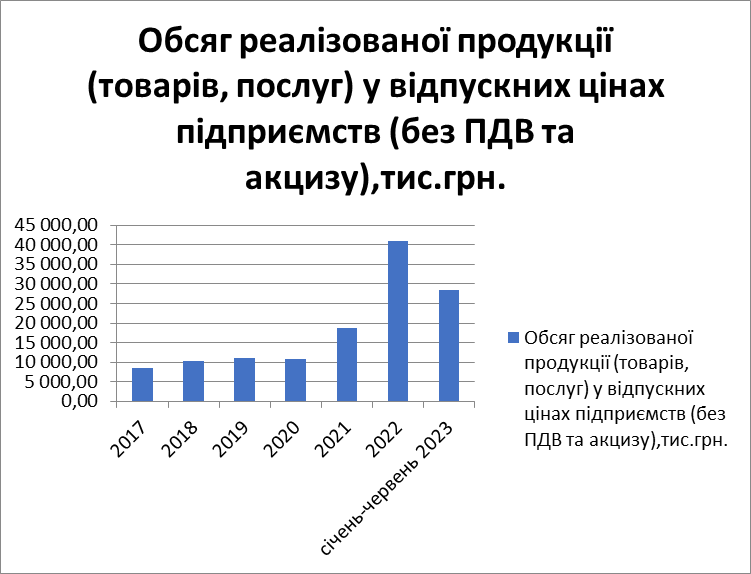 Обсяг реалізованої продукції
(товарів, послуг) у відпускних цінах
підприємств (без ПДВ та
акцизу),тис.грн.
45 000,00
40 000,00
35 000,00
30 000,00
25 000,00
20 000,00
15 000,00
10 000,00
5 000,00
0,00
2017
2018
2019
2020
2021
2022
січень-червень 2023
Обсяг реалізованої
продукції (товарів,
послуг) у відпускних
цінах підприємств (без
ПДВ та акцизу),тис.грн.